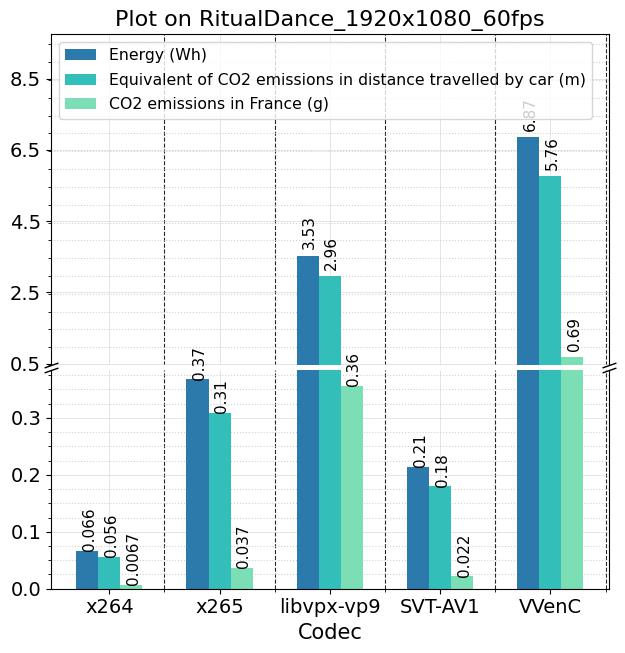 Plot on RitualDance_1920x1080_60fps
Energy (Wh)
Equivalent of CO2 emissions in distance travelled by car (m)
CO2 emissions in France (g)
8.5
6.5
4.5
2.5
0.5
0.3
0.2
0.1
0.0
0.066
0.056
0.0067
0.37
0.31
0.037
3.53
2.96
0.36
0.21
0.18
0.022
6.87
5.76
0.69
x264
x265
libvpx-vp9
SVT-AV1
VVenC
Codec